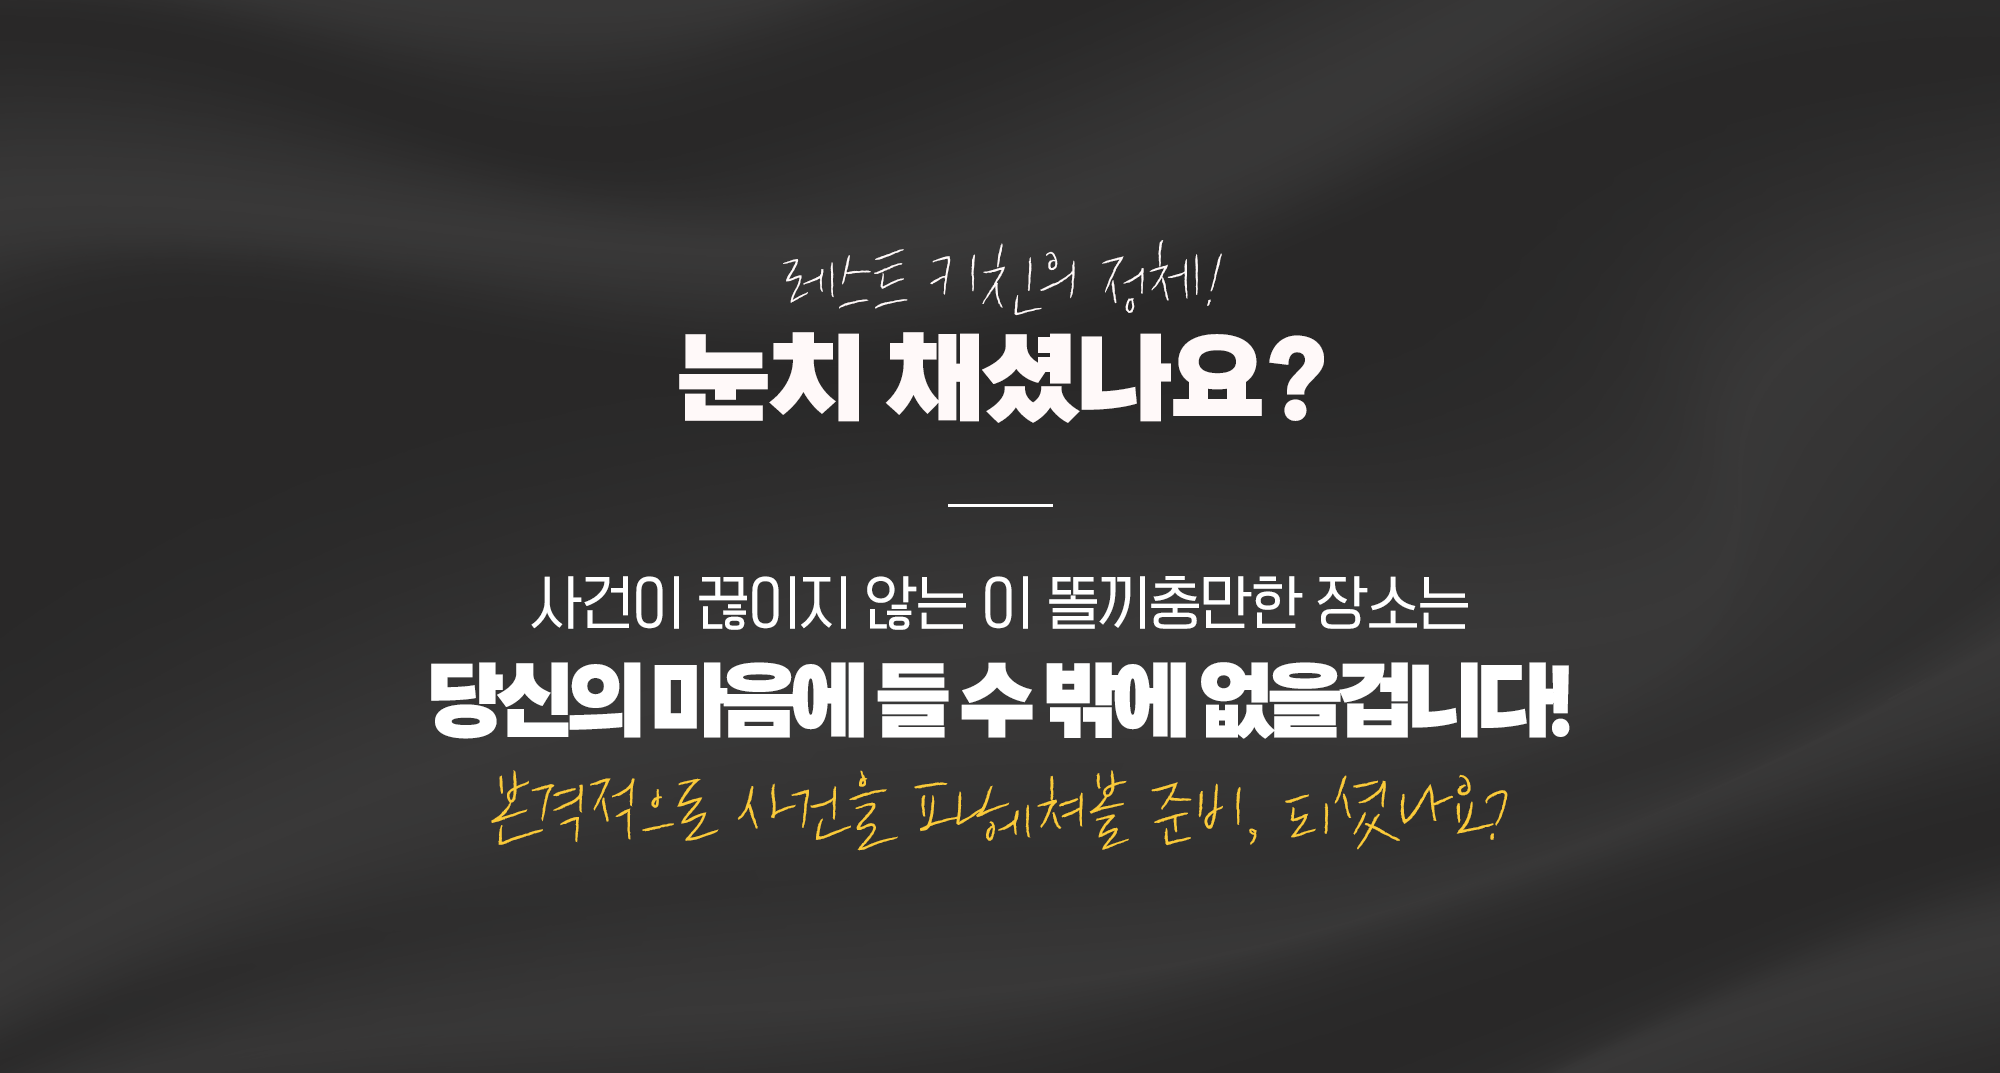 레스트 키친의 정체!
눈치 채셨나요?
사건이 끊이지 않는 이 똘끼충만한 장소는
당신의 마음에 들 수 밖에 없을겁니다!
본격적으로 사건을 파헤쳐볼 준비, 되셨나요?